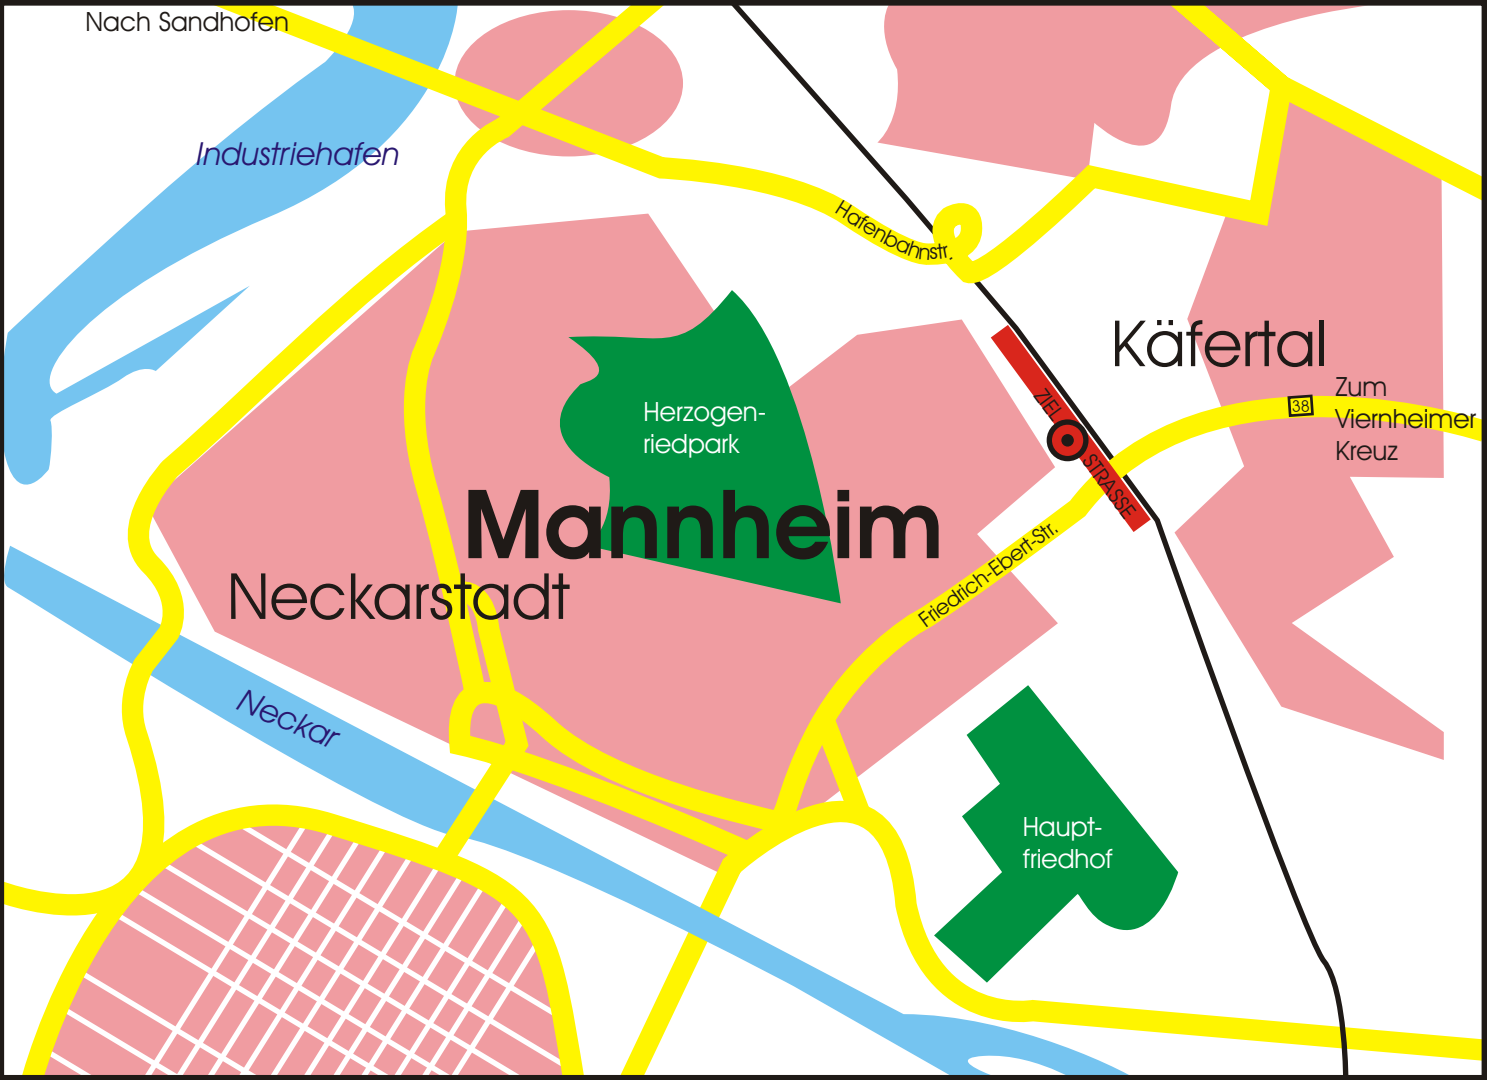 Nach Sandhofen
Industriehafen
Hafenbahnstr.
Käfertal
Zum
Viernheimer
Kreuz
38
ZIEL
STRASSE
Herzogen-
riedpark
Mannheim
Neckarstadt
Friedrich-Ebert-Str.
Neckar
Haupt-
friedhof